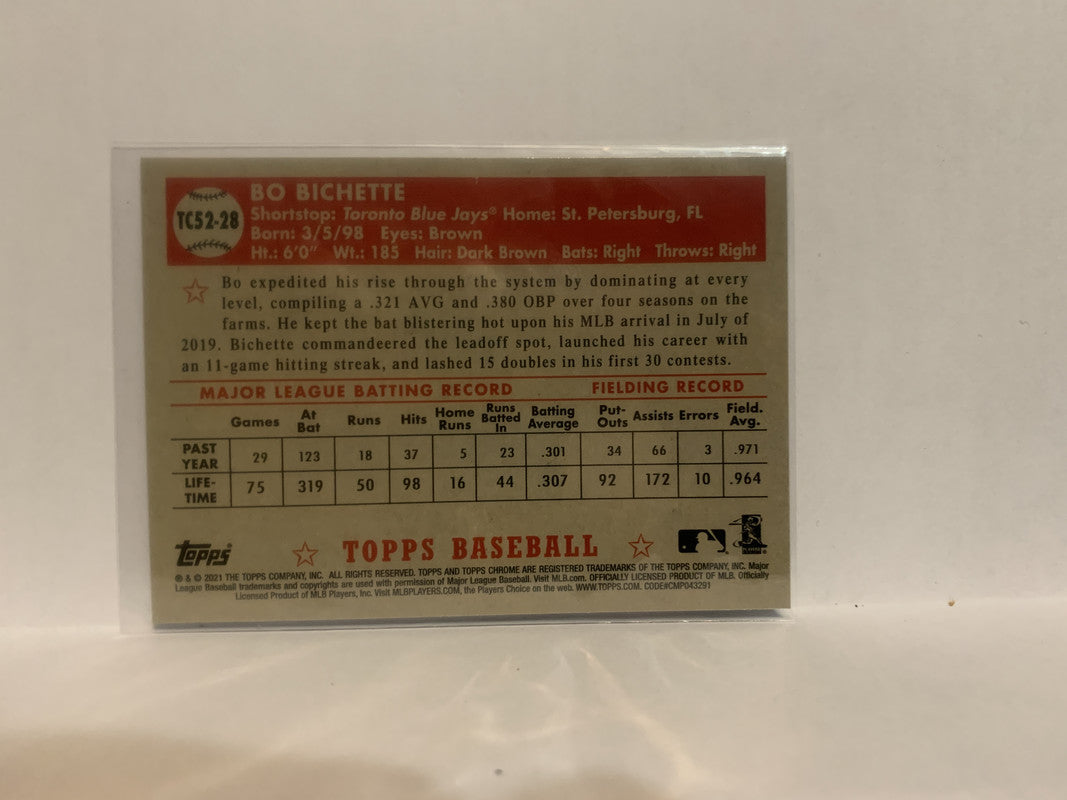 TC52-28
BO BICHETTE
Shortstop: Toronto Blue Jays® Home: St. Petersburg, FL
Born: 3/5/98 Eyes: Brown
Ht.: 6'0" Wt.: 185 Hair: Dark Brown Bats: Right Throws: Right
Bo expedited his rise through the system by dominating at every
level, compiling a .321 AVG and .380 OBP over four seasons on the
farms. He kept the bat blistering hot upon his MLB arrival in July of
2019. Bichette commandeered the leadoff spot, launched his career with
an 11-game hitting streak, and lashed 15 doubles in his first 30 contests.
MAJOR LEAGUE BATTING RECORD FIELDING RECORD
Games At Bat Runs Hits Home Runs Runs Batted In Batting Average Put-Outs Assists Errors Field. Avg.
PAST YEAR 29 123 18 37 5 23 .301 34 66 3 .971
LIFE-TIME 75 319 50 98 16 44 .307 92 172 10 .964
topps TOPPS BASEBALL
® & © 2021 THE TOPPS COMPANY, INC. ALL RIGHTS RESERVED. TOPPS AND TOPPS CHROME ARE REGISTERED TRADEMARKS OF THE TOPPS COMPANY, INC. Major
League Baseball trademarks and copyrights are used with permission of Major League Baseball. Visit MLB.com. OFFICIALLY LICENSED PRODUCT OF MLB. Officially
Licensed Product of MLB Players, Inc. Visit MLBPLAYERS.COM, the Players Choice on the web. WWW.TOPPS.COM. CODE#CMP043291